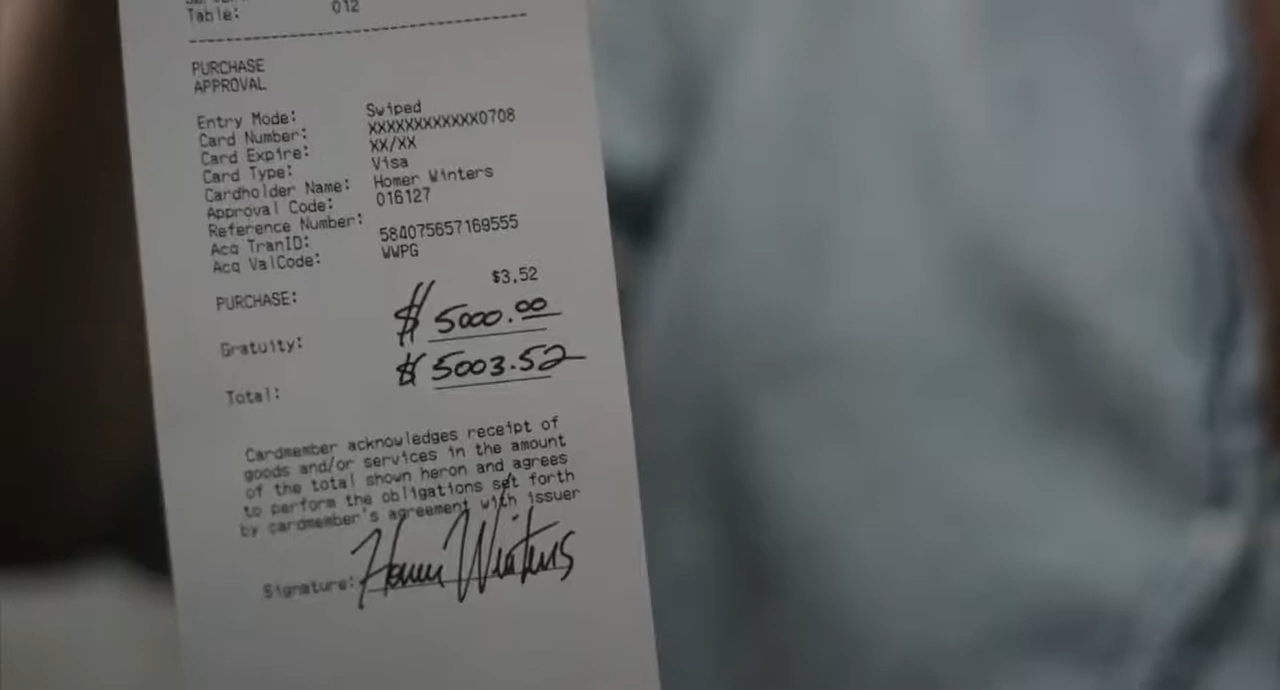 Table: 012
PURCHASE
APPROVAL
Entry Mode: Swiped
Card Number: XXXXXXXXXXXX0708
Card Expire: XX/XX
Card Type: Visa
Cardholder Name: Homer Winters
Approval Code: 016127
Reference Number:
Acq TranID: 584075657169555
Acq ValCode: WWPG
PURCHASE: $3.52
Gratuity: $ 5000.00
Total: $ 5003.52
Cardmember acknowledges receipt of
goods and/or services in the amount
of the total shown heron and agrees
to perform the obligations set forth
by cardmember's agreement with issuer
Signature: Homer Winters